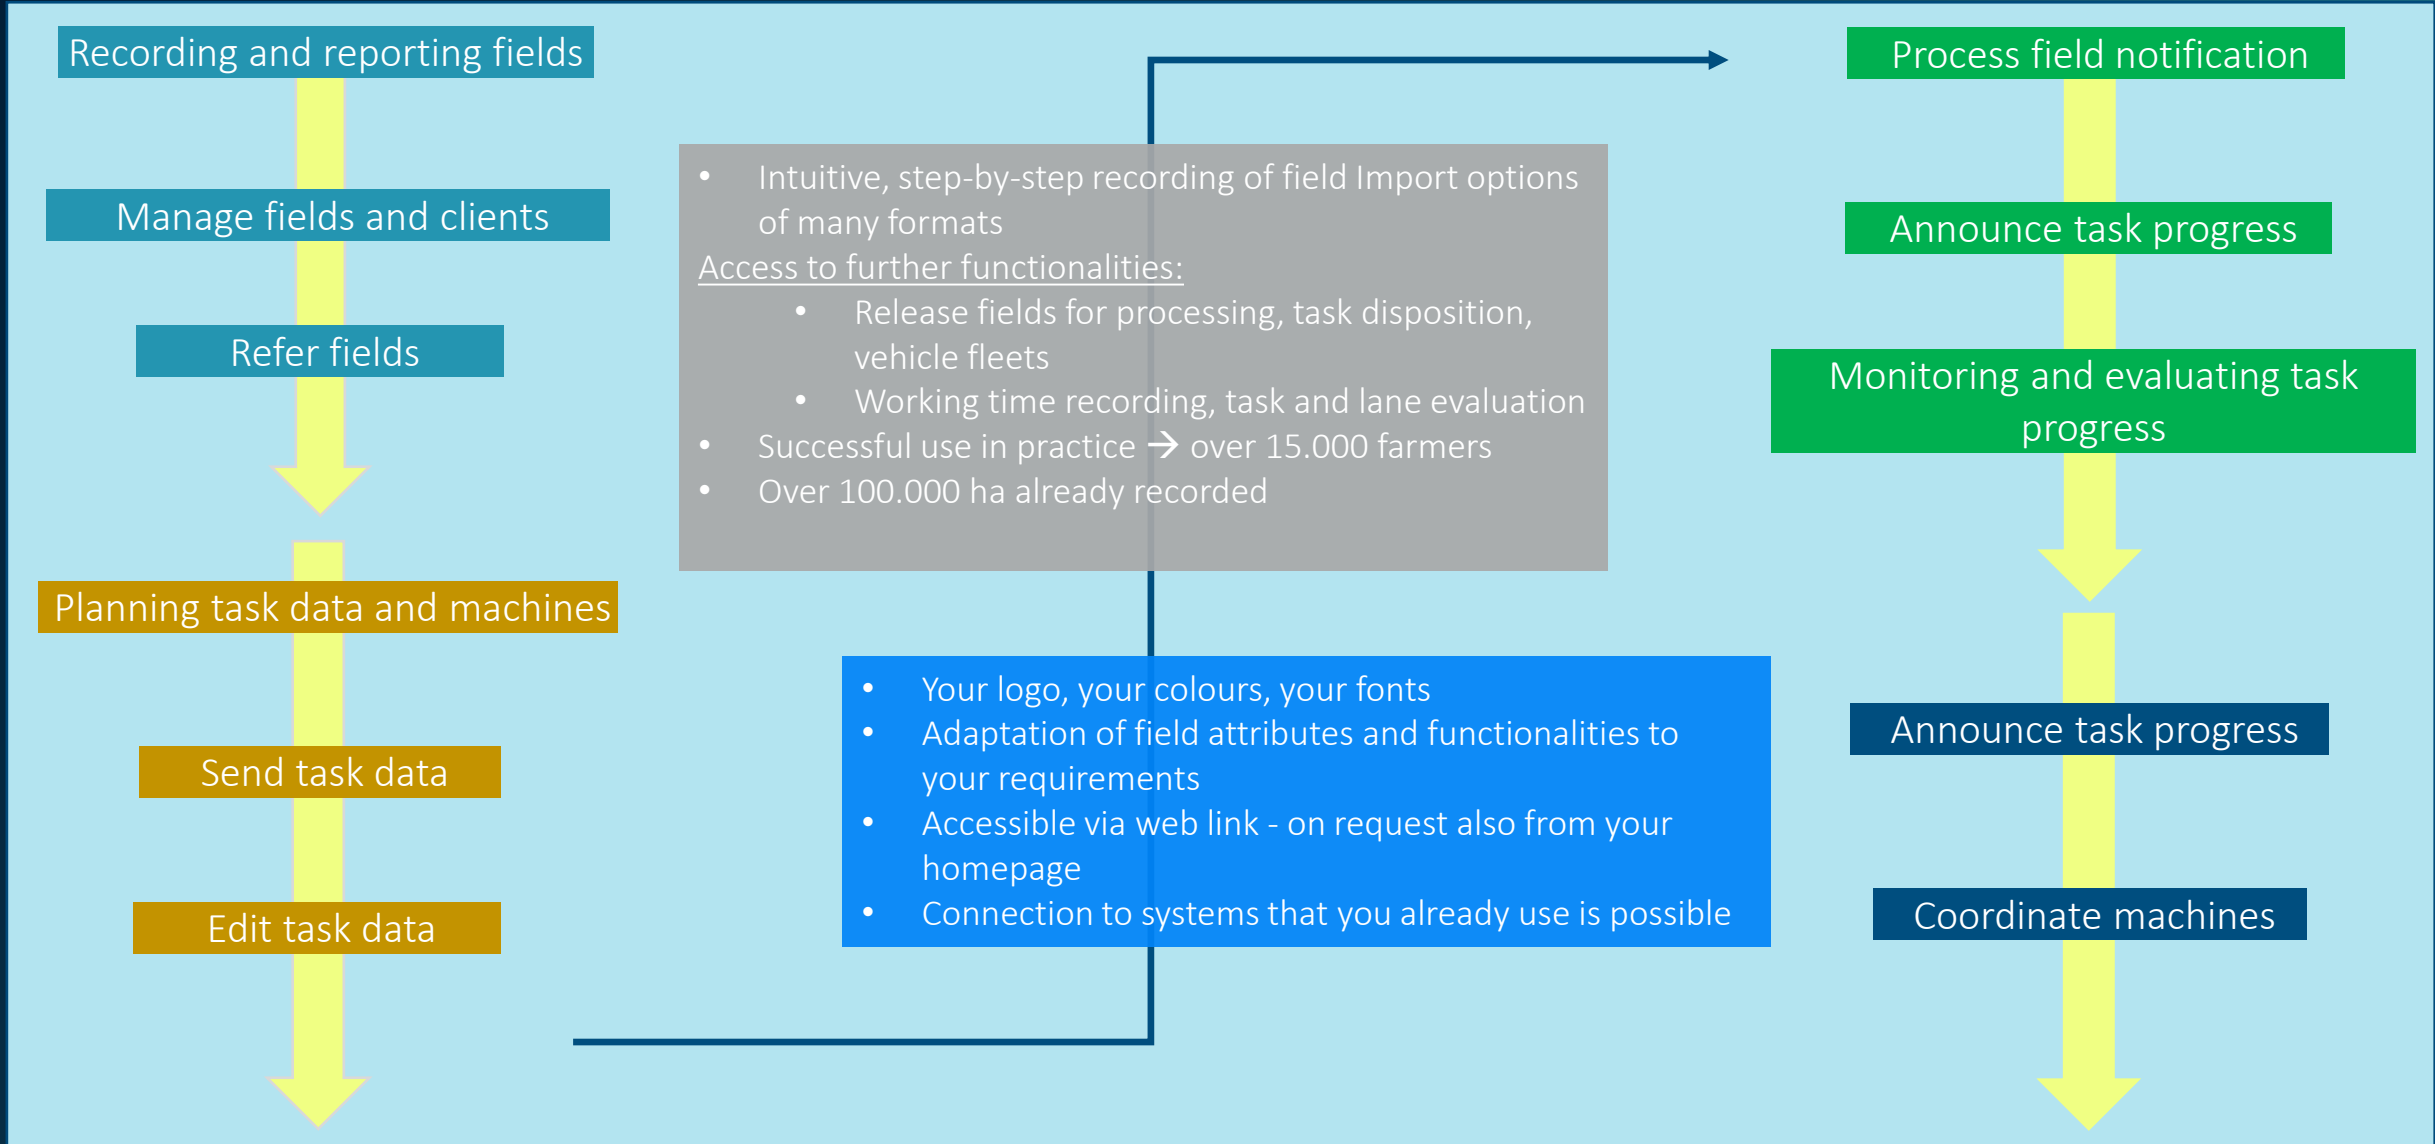 Recording and reporting fields
Manage fields and clients
Refer fields
Planning task data and machines
Send task data
Edit task data
• Intuitive, step-by-step recording of field Import options
of many formats
Access to further functionalities:
• Release fields for processing, task disposition,
vehicle fleets
• Working time recording, task and lane evaluation
• Successful use in practice → over 15.000 farmers
• Over 100.000 ha already recorded
• Your logo, your colours, your fonts
• Adaptation of field attributes and functionalities to
your requirements
• Accessible via web link - on request also from your
homepage
• Connection to systems that you already use is possible
Process field notification
Announce task progress
Monitoring and evaluating task
progress
Announce task progress
Coordinate machines